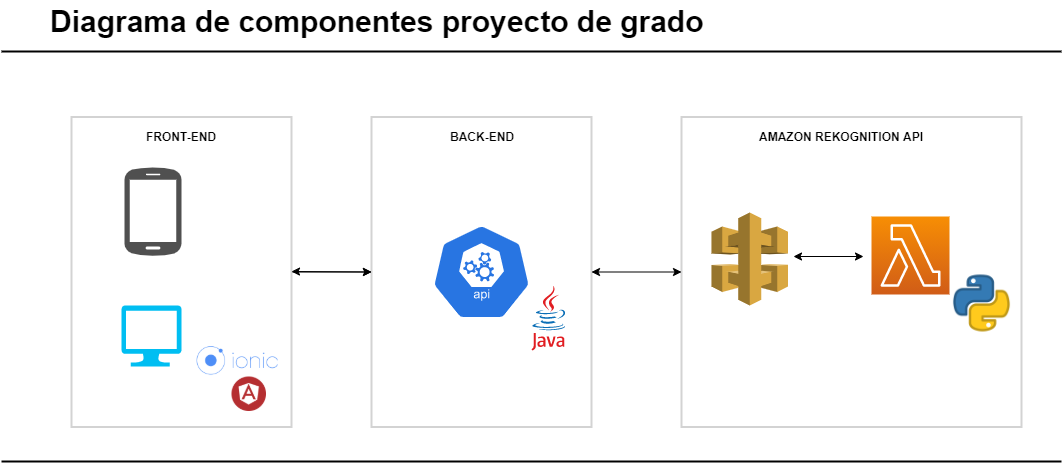 Diagrama de componentes proyecto de grado
FRONT-END
BACK-END
AMAZON REKOGNITION API
api
Java
ionic
A